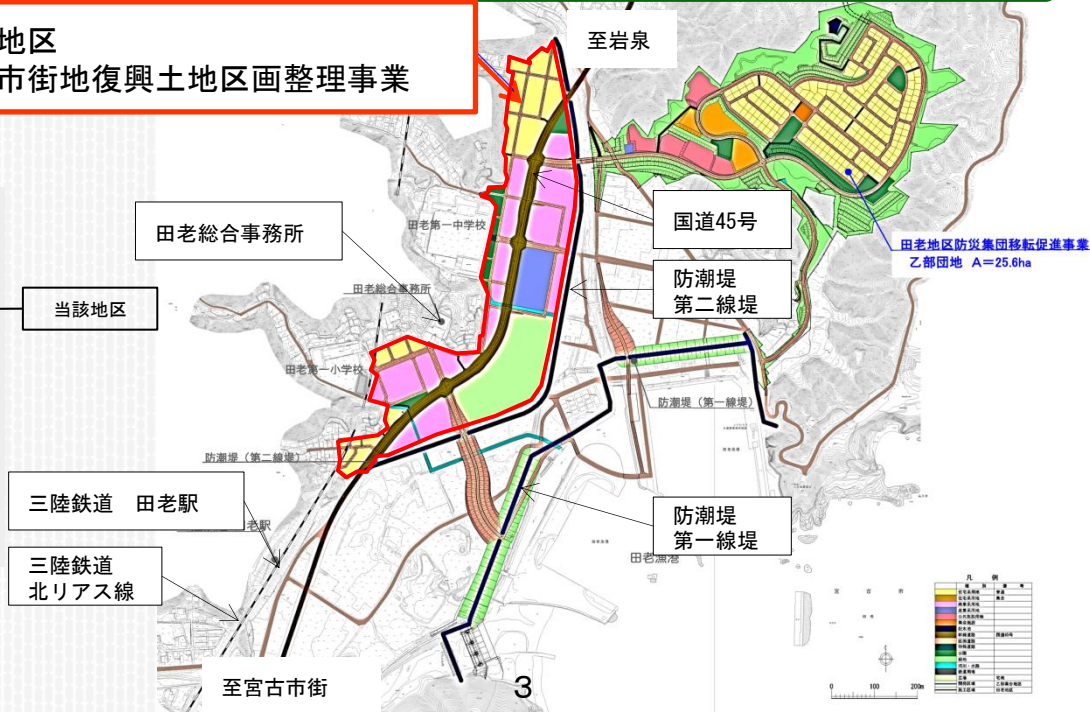 地区
市街地復興土地区画整理事業
至岩泉
国道45号
田老総合事務所
田老第一中学校
防潮堤
第二線堤
田老地区防災集団移転促進事業
乙部団地 A=25.6ha
当該地区
田老総合事務所
田老第一小学校
防潮堤（第一線堤）
防潮堤（第二線堤）
三陸鉄道 田老駅
老駅
防潮堤
第一線堤
田老漁港
三陸鉄道
北リアス線
至宮古市街
3
凡 例
0 100 200m